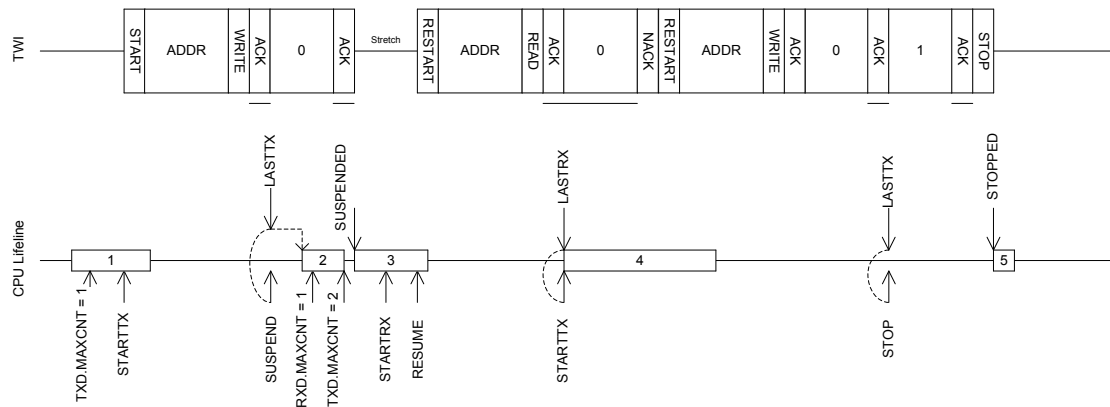 TWI
START
ADDR
WRITE
ACK
0
ACK
Stretch
RESTART
ADDR
READ
ACK
0
NACK
RESTART
ADDR
WRITE
ACK
0
ACK
1
ACK
STOP
CPU Lifeline
LASTTX
SUSPENDED
LASTRX
LASTTX
STOPPED
1
2
3
4
5
TXD.MAXCNT = 1
STARTTX
SUSPEND
RXD.MAXCNT = 1
TXD.MAXCNT = 2
STARTRX
RESUME
STARTTX
STOP